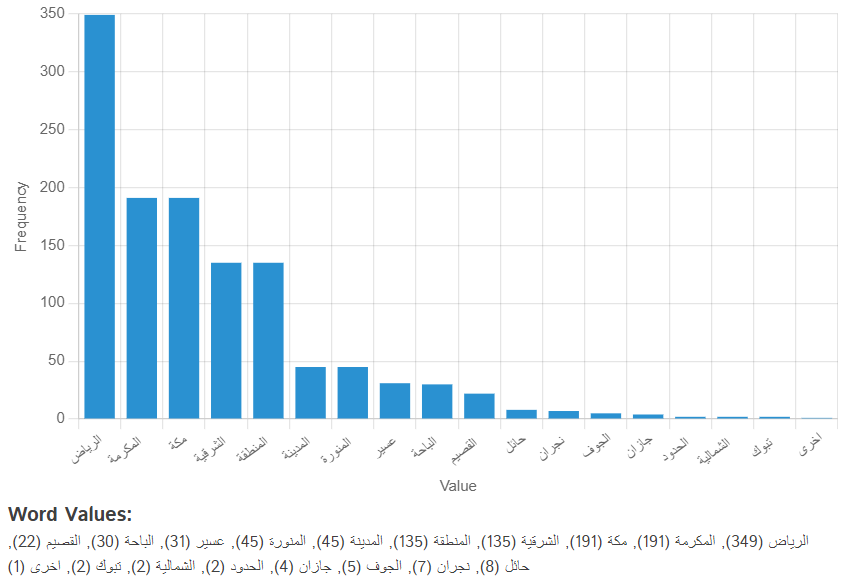 350
300
250
200
150
100
50
0
Frequency
الرياض
المكرمة
مكة
الشرقية
المنطقة
المدينة
المنورة
عسير
الباحة
القصيم
حائل
نجران
الجوف
جازان
الحدود
الشمالية
تبوك
اخرى
Value
Word Values:
الرياض (349), المكرمة (191), مكة (191), الشرقية (135), المنطقة (135), المدينة (45), المنورة (45), عسير (31), الباحة (30), القصيم (22),
حائل (8), نجران (7), الجوف (5), جازان (4), الحدود (2), الشمالية (2), تبوك (2), اخرى (1)